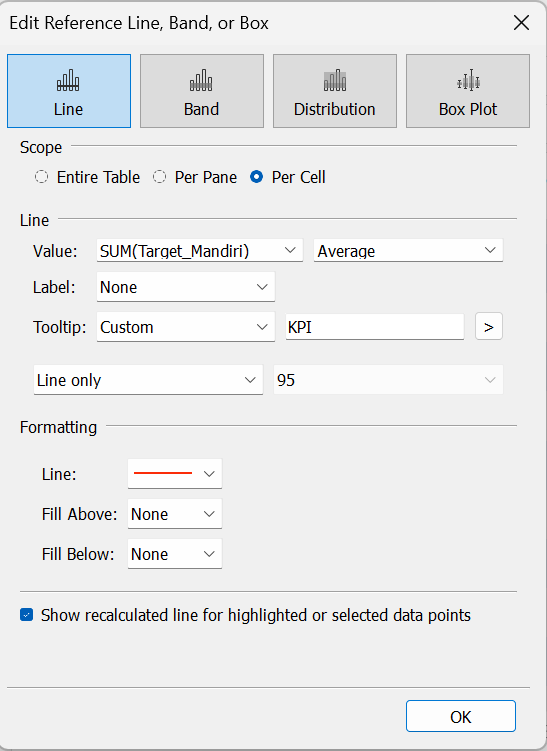 Edit Reference Line, Band, or Box
Line Band Distribution Box Plot
Scope
Entire Table Per Pane Per Cell
Line
Value: SUM(Target_Mandiri) Average
Label: None
Tooltip: Custom KPI >
Line only 95
Formatting
Line:
Fill Above: None
Fill Below: None
Show recalculated line for highlighted or selected data points
OK